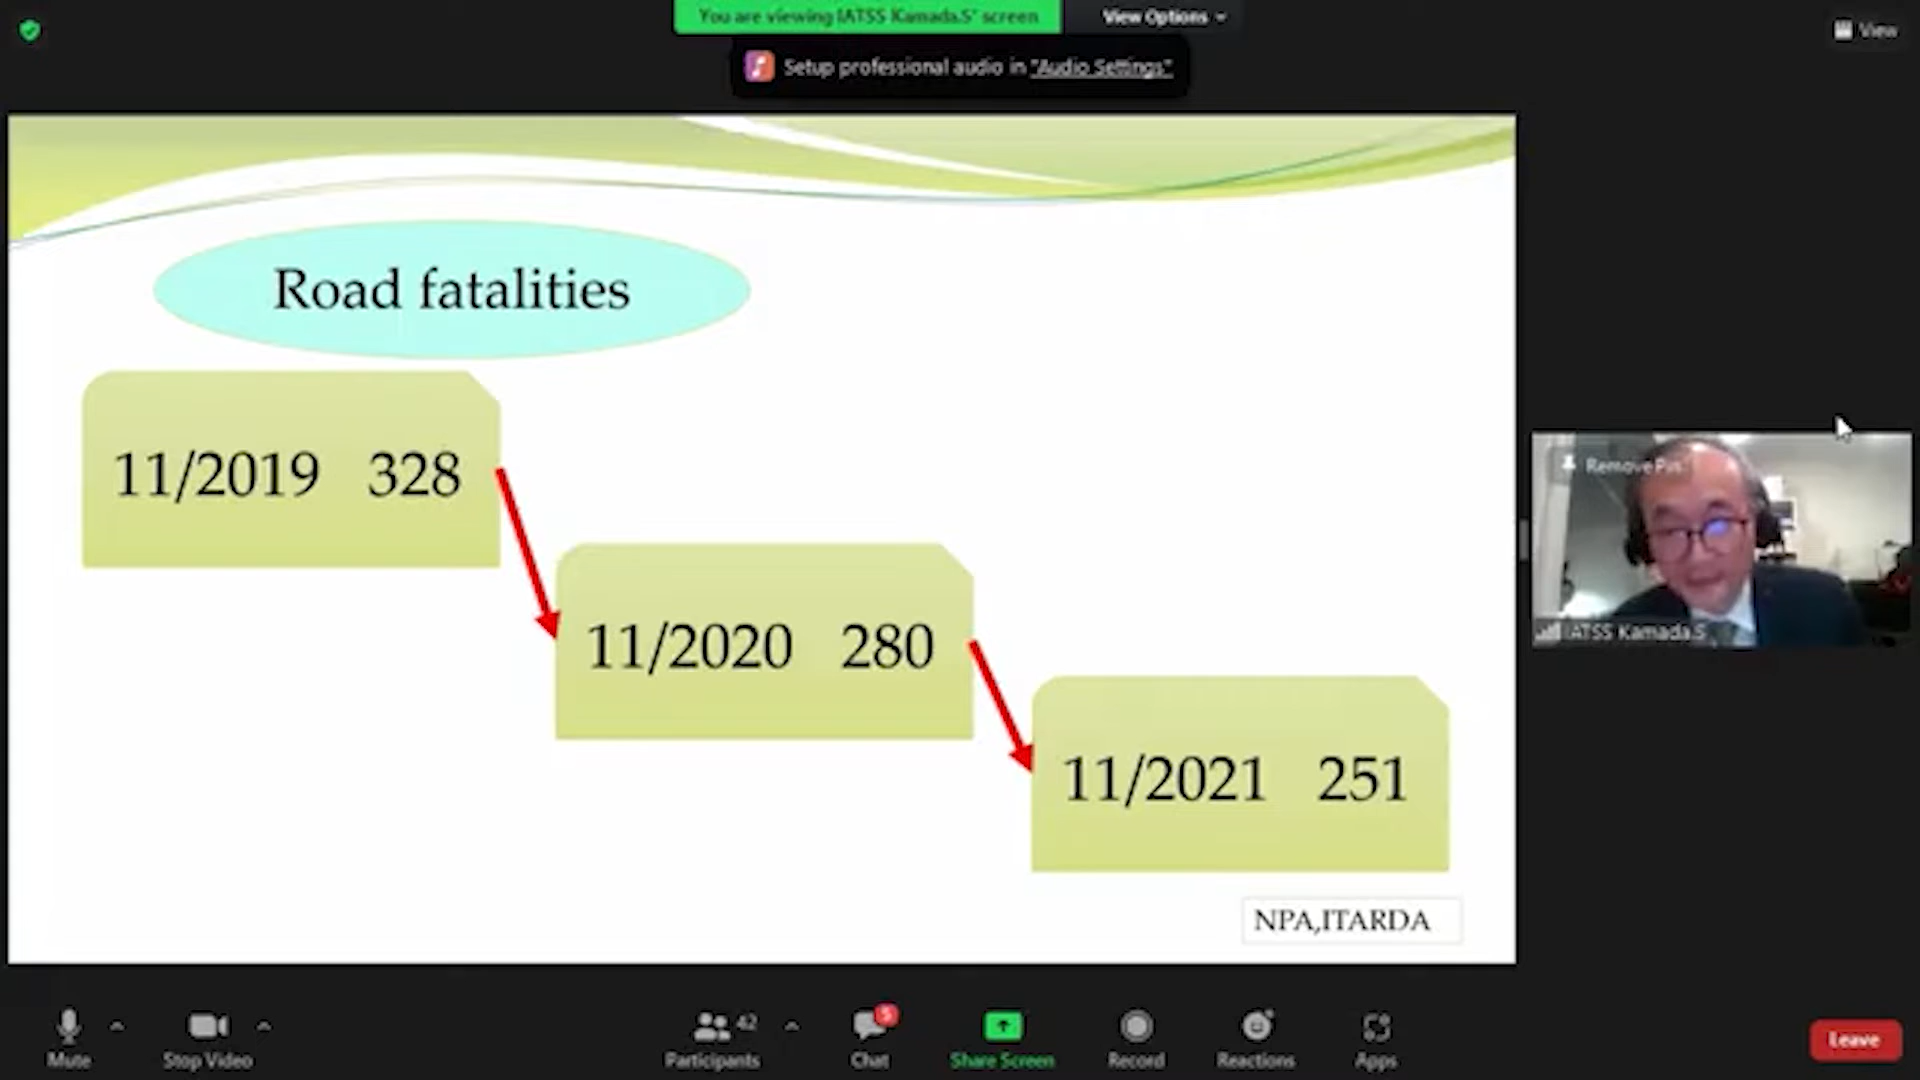 You are viewing IATSS Kamada.S' screen
View Options
View
Setup professional audio in "Audio Settings"
Road fatalities
11/2019 328
11/2020 280
11/2021 251
NPA,ITARDA
Remove Pin
IATSS Kamada.S
42
5
Mute
Stop Video
Participants
Chat
Share Screen
Record
Reactions
Apps
Leave